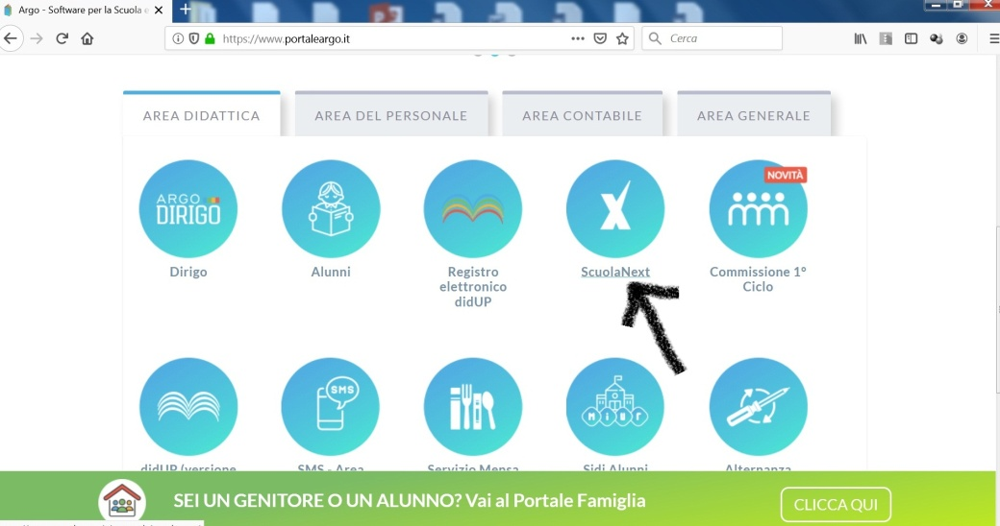 Argo - Software per la Scuola e
https://www.portaleargo.it
Cerca
AREA DIDATTICA
AREA DEL PERSONALE
AREA CONTABILE
AREA GENERALE
ARGO
DIRIGO
NOVITÀ
Dirigo
Alunni
Registro
elettronico
didUP
ScuolaNext
Commissione 1°
Ciclo
SMS
MIUR
didUP (versione
SMS - Area
Servizio Mensa
Sidi Alunni
Alternanza
SEI UN GENITORE O UN ALUNNO? Vai al Portale Famiglia
CLICCA QUI